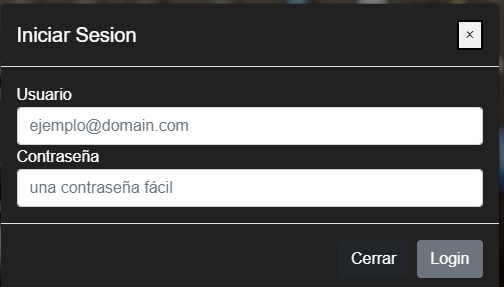 Iniciar Sesion ×
Usuario
ejemplo@domain.com
Contraseña
una contraseña fácil
Cerrar Login